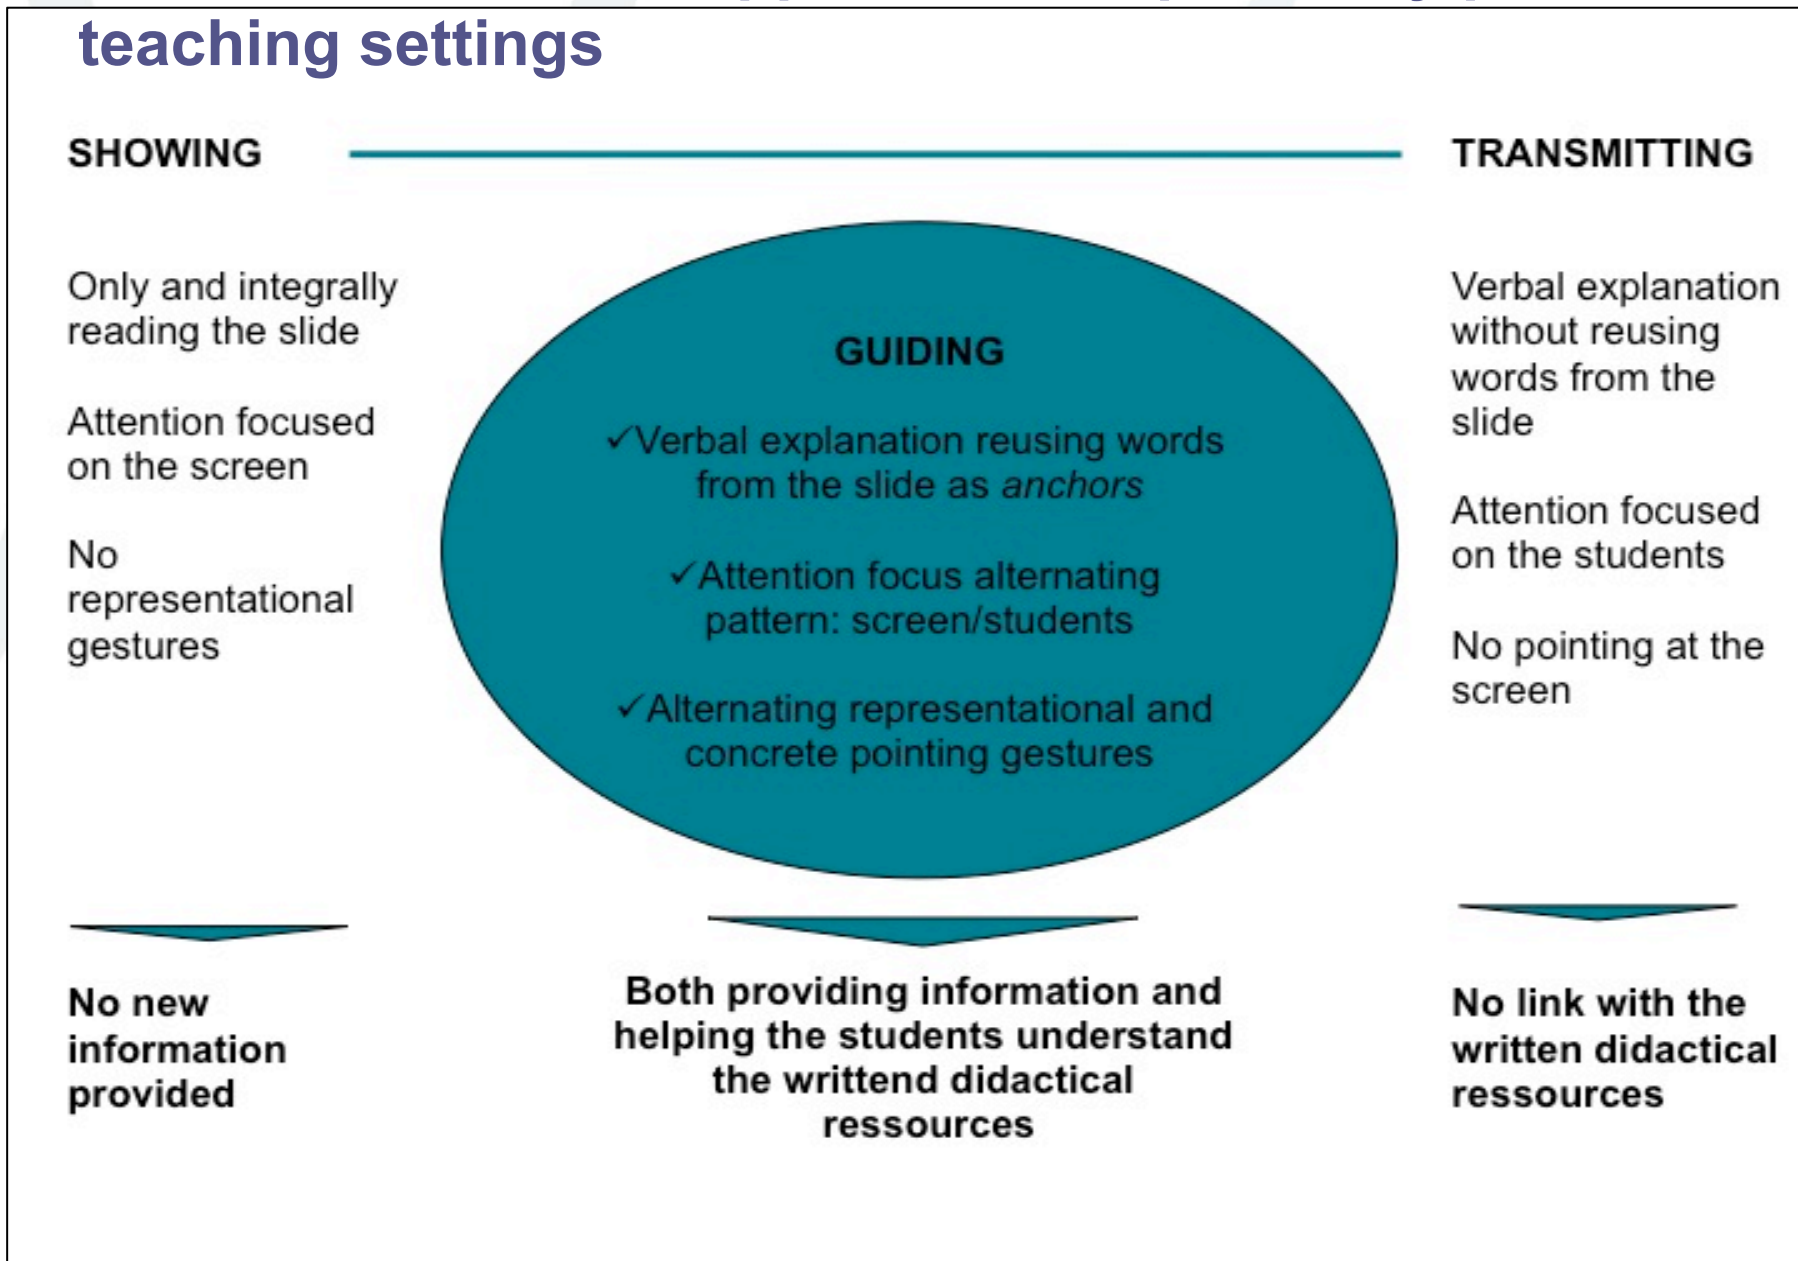 teaching settings
SHOWING
TRANSMITTING
Only and integrally
reading the slide
Attention focused
on the screen
No
representational
gestures
GUIDING
✓Verbal explanation reusing words
from the slide as anchors
✓Attention focus alternating
pattern: screen/students
✓Alternating representational and
concrete pointing gestures
Verbal explanation
without reusing
words from the
slide
Attention focused
on the students
No pointing at the
screen
No new
information
provided
Both providing information and
helping the students understand
the writtend didactical
ressources
No link with the
written didactical
ressources